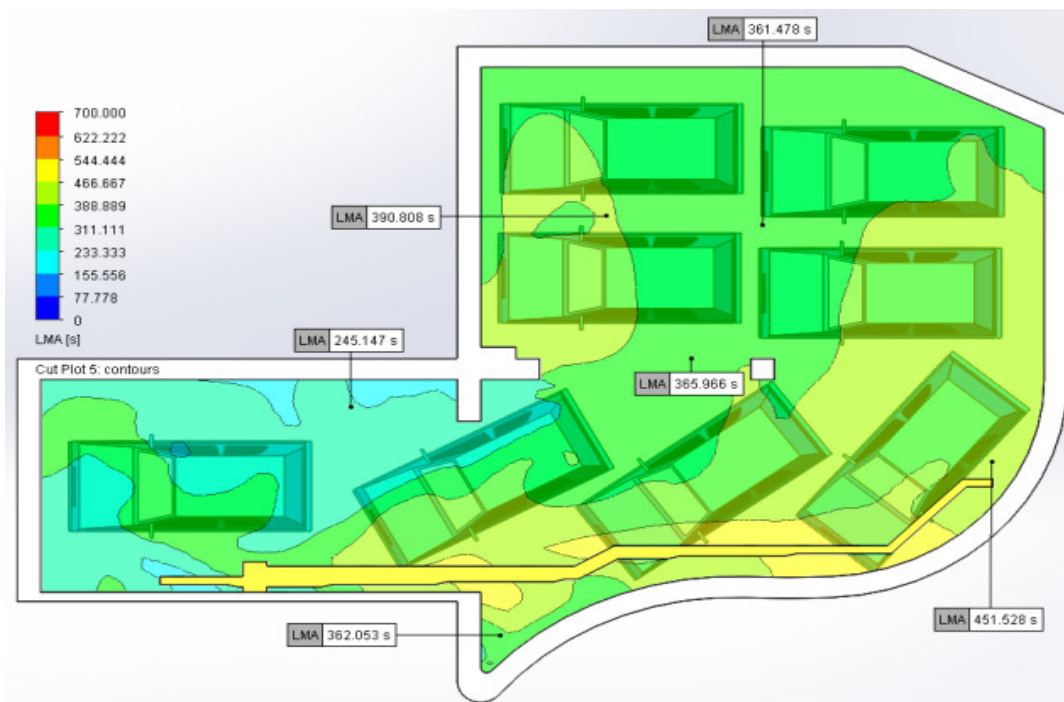 LMA 361.478 s
700.000
622.222
544.444
466.667
388.889
311.111
233.333
155.556
77.778
0
LMA [s]
LMA 390.808 s
LMA 245.147 s
Cut Plot 5: contours
LMA 365.966 s
LMA 362.053 s
LMA 451.528 s